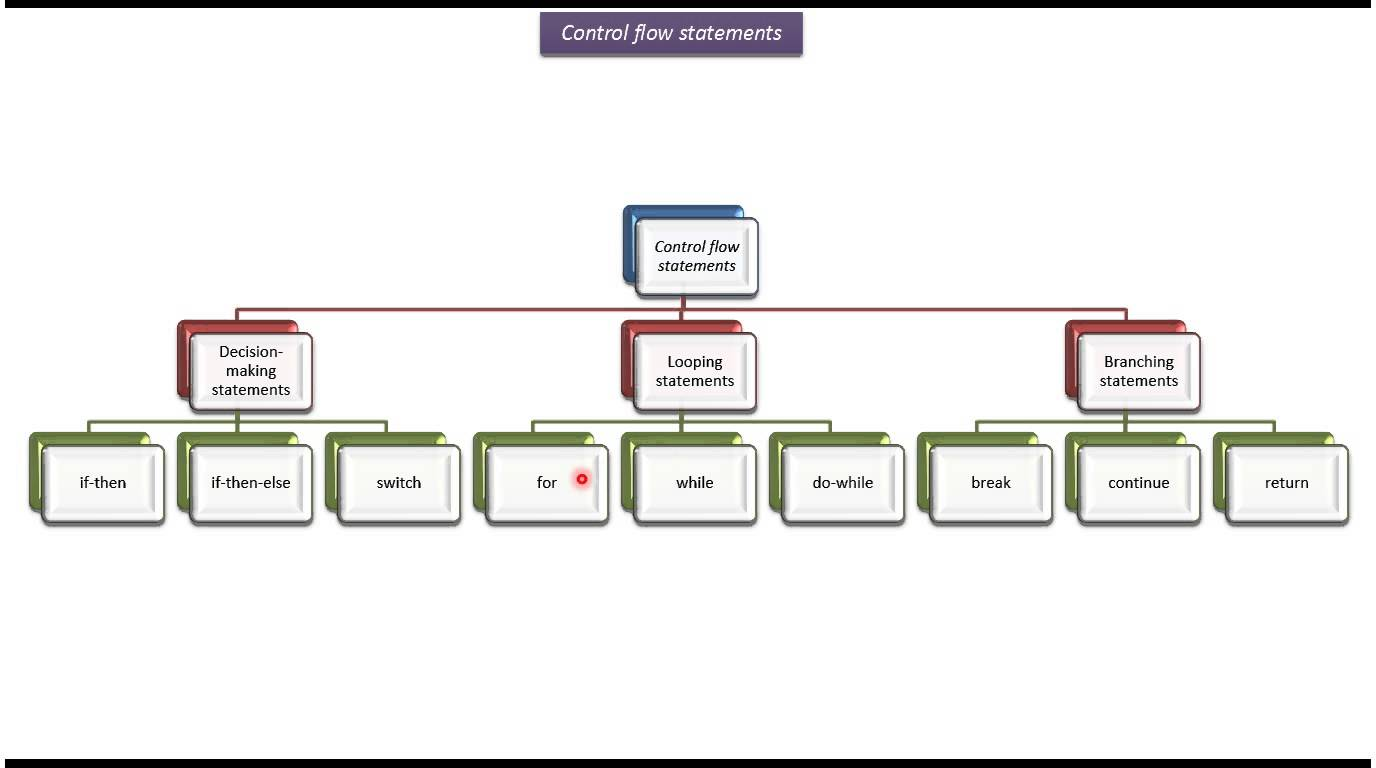 Control flow statements
Control flow
statements
Decision-
making
statements
Looping
statements
Branching
statements
if-then
if-then-else
switch
for
while
do-while
break
continue
return